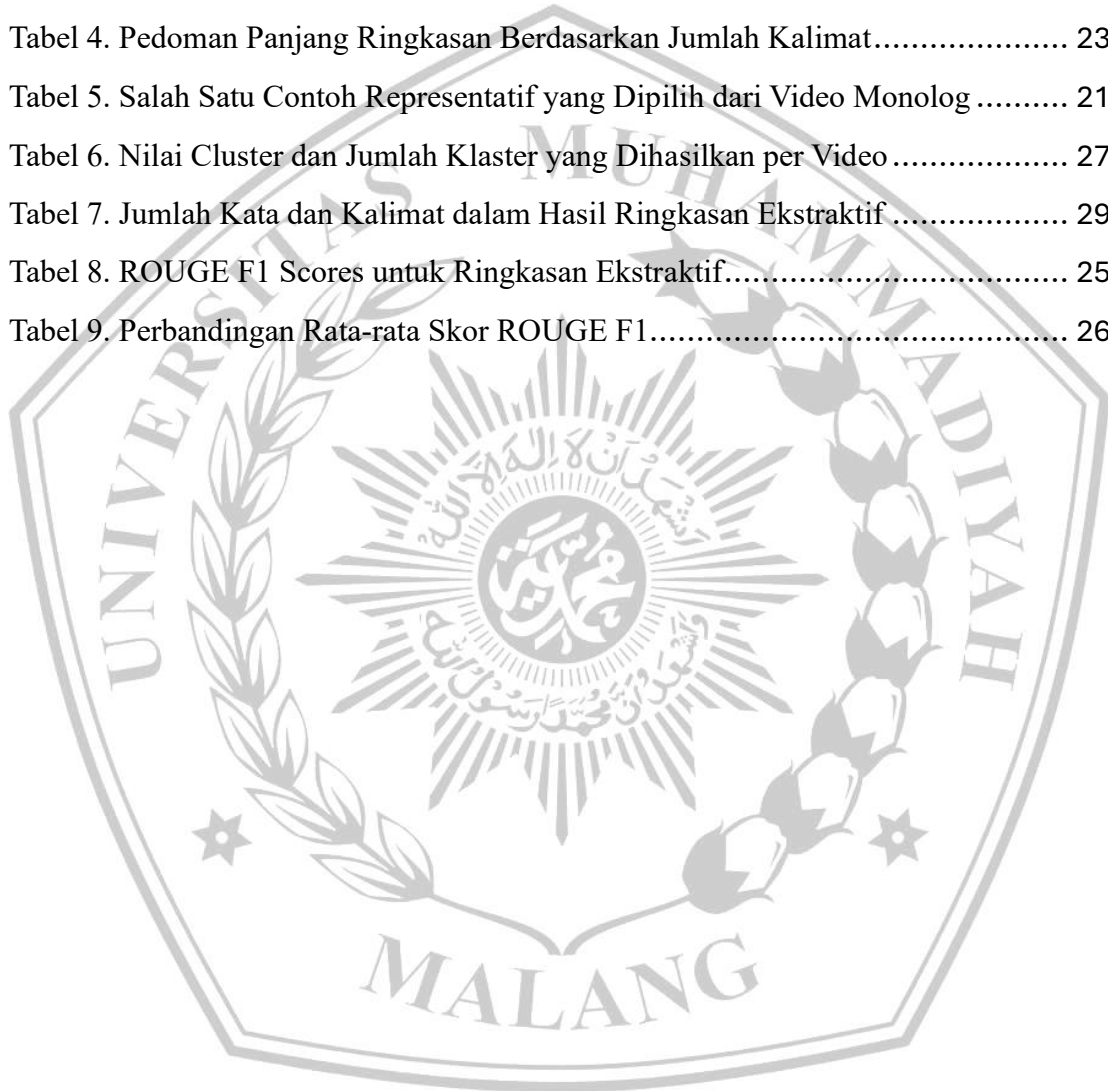 Tabel 4. Pedoman Panjang Ringkasan Berdasarkan Jumlah Kalimat.................... 23
Tabel 5. Salah Satu Contoh Representatif yang Dipilih dari Video Monolog .......... 21
Tabel 6. Nilai Cluster dan Jumlah Klaster yang Dihasilkan per Video.................... 27
Tabel 7. Jumlah Kata dan Kalimat dalam Hasil Ringkasan Ekstraktif.................... 29
Tabel 8. ROUGE F1 Scores untuk Ringkasan Ekstraktif....................................... 25
Tabel 9. Perbandingan Rata-rata Skor ROUGE F1................................................ 26
UNIVERSITAS MUHAMMADIYAH
MALANG